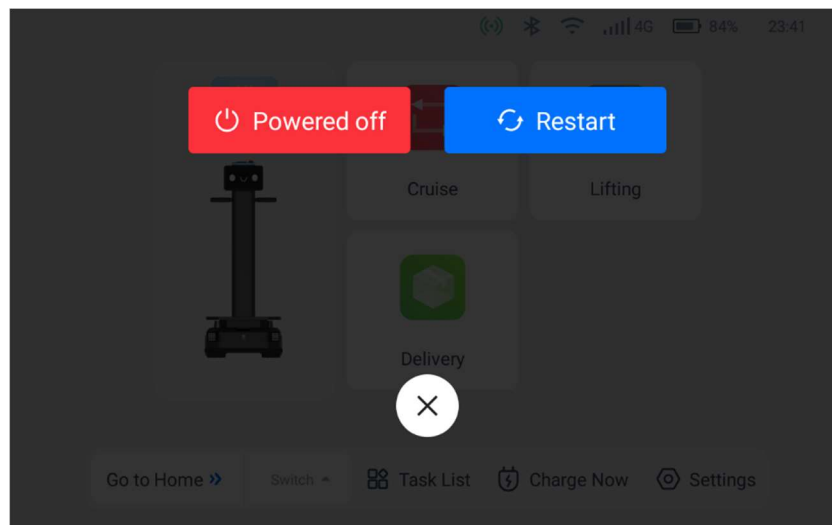 4G 84% 23:41
Powered off Restart
Cruise Lifting
Delivery
Go to Home Switch Task List Charge Now Settings